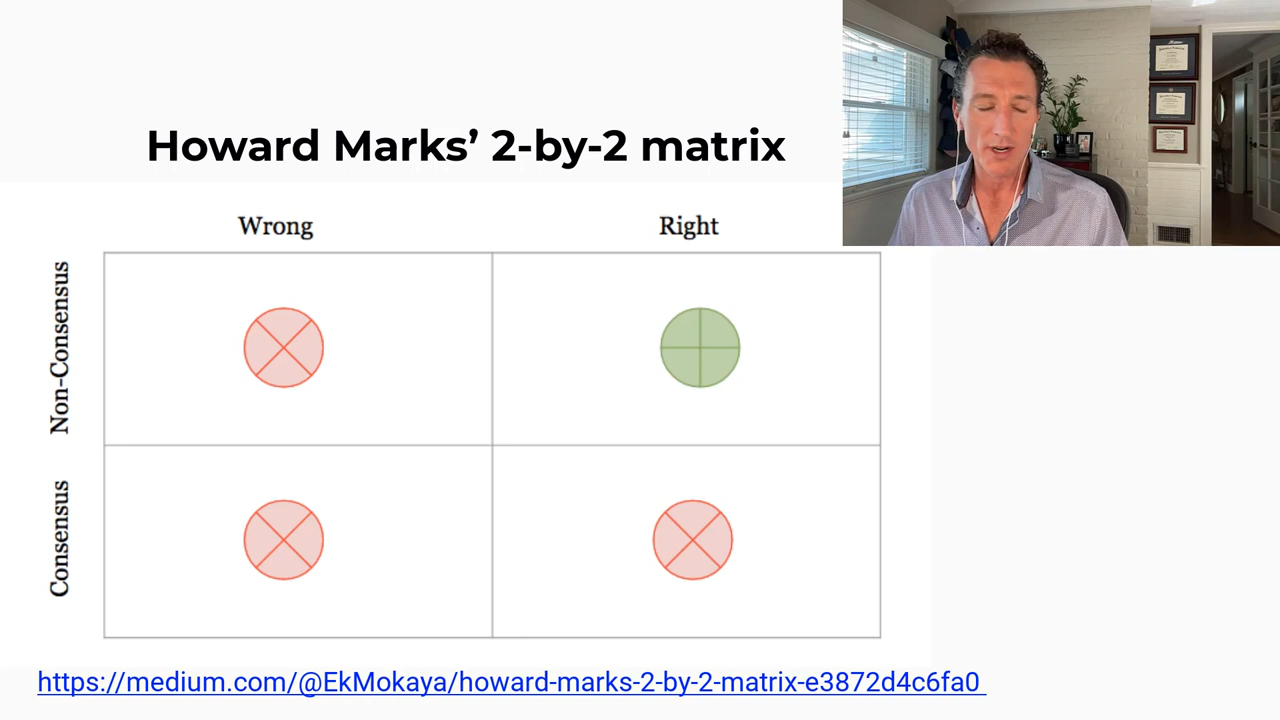 Howard Marks’ 2-by-2 matrix
Wrong
Right
Non-Consensus
Consensus
https://medium.com/@EkMokaya/howard-marks-2-by-2-matrix-e3872d4c6fa0